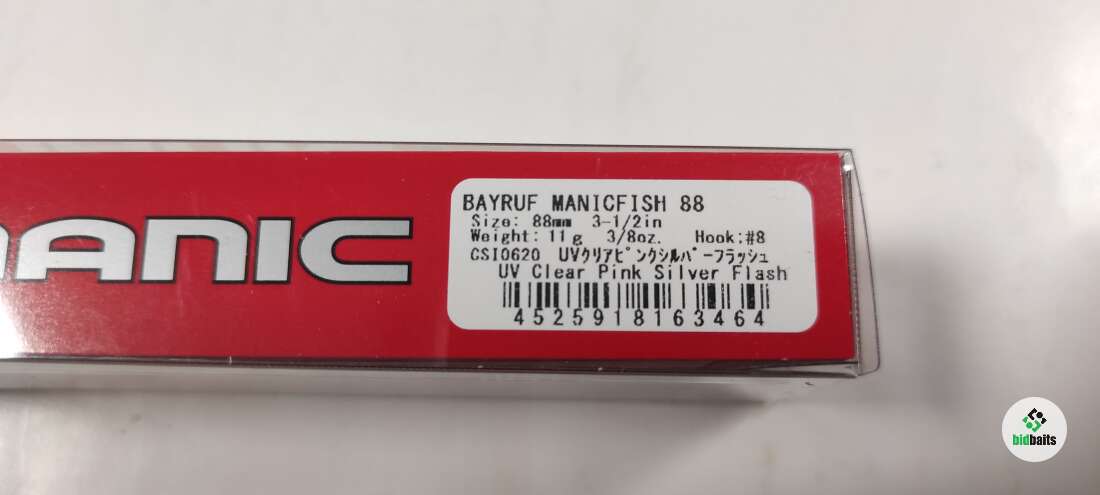 MANIC
BAYRUF MANICFISH 88
Size: 88mm 3-1/2in
Weight: 11g 3/8oz. Hook:#8
CSI0620 UVクリアピンクシルバーフラッシュ
UV Clear Pink Silver Flash
4525918163464
bidbaits